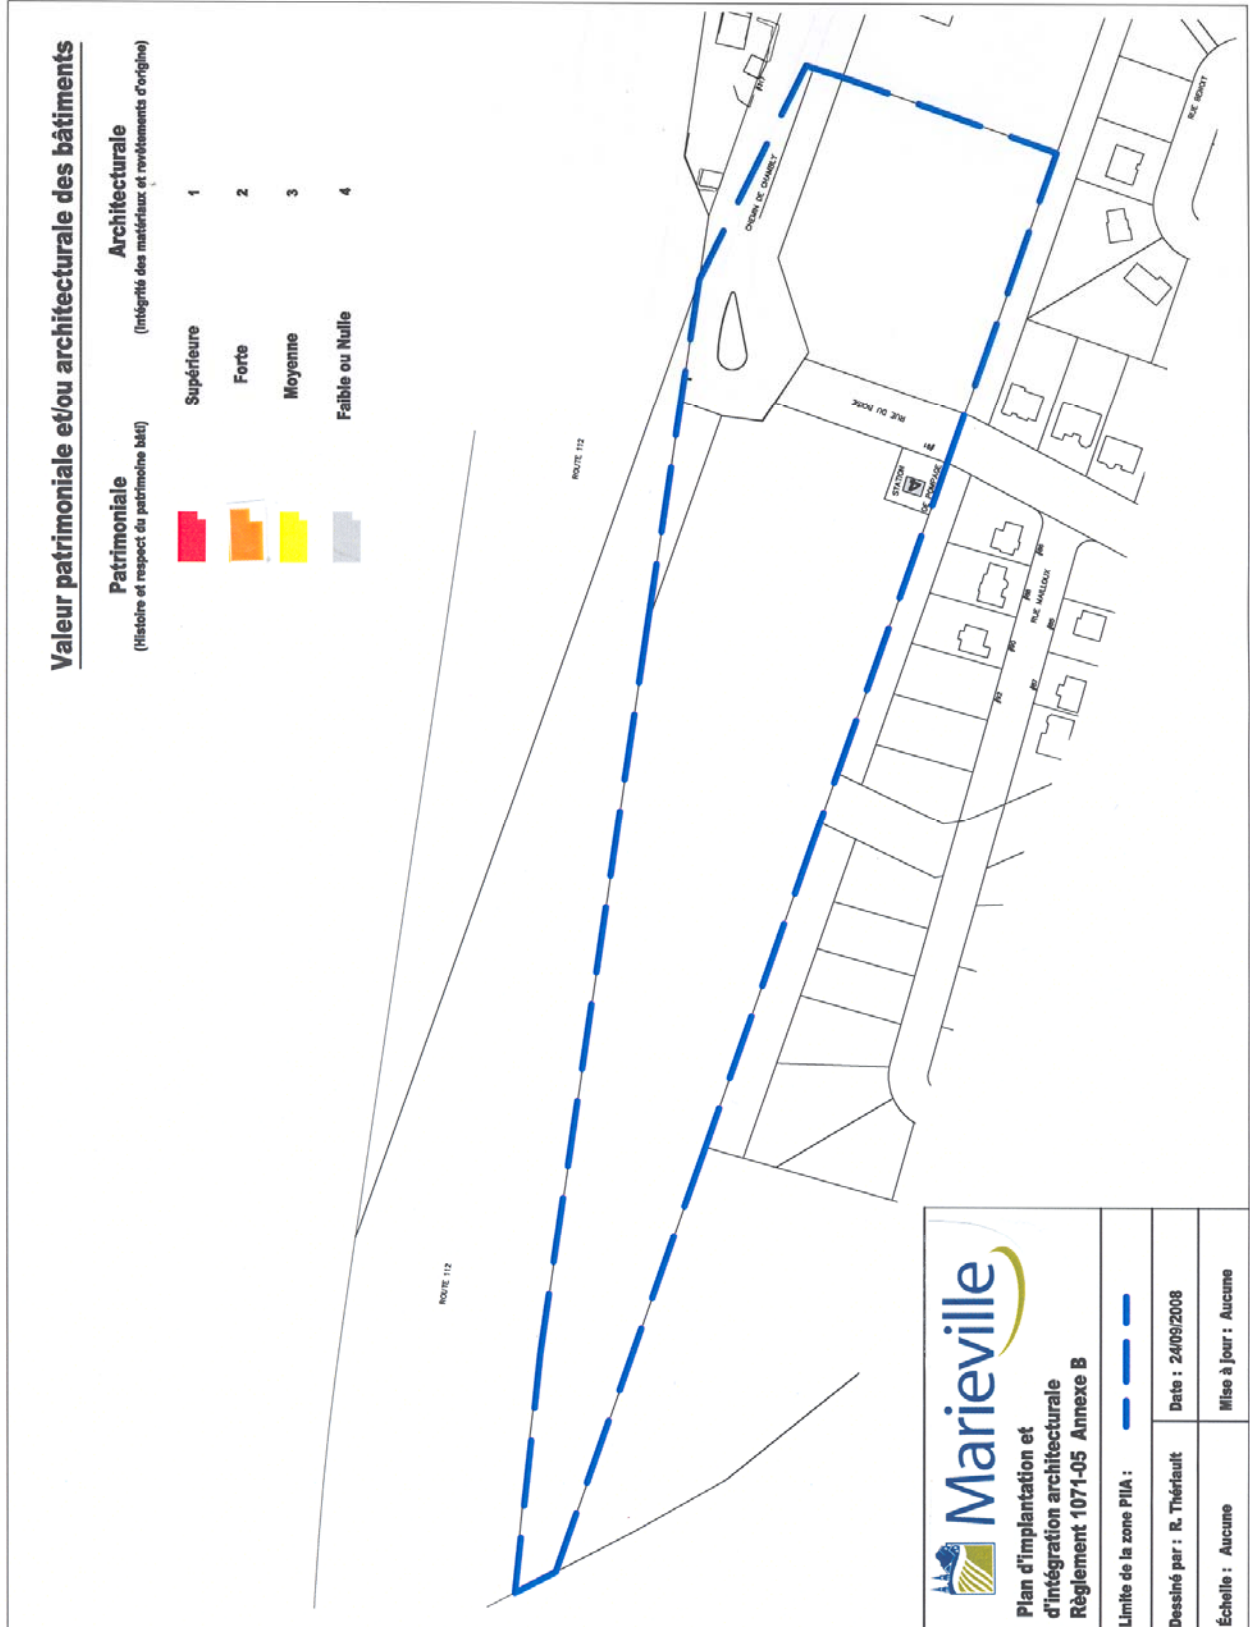 Valeur patrimoniale et/ou architecturale des bâtiments
Patrimoniale
(Histoire et respect du patrimoine bâti)
Architecturale
(Intégrité des matériaux et revêtements d'origine)
Supérieure 1
Forte 2
Moyenne 3
Faible ou Nulle 4
ROUTE 112
ROUTE 112
CHEMIN DE CHAMBLY
RUE BENOIT
STATION
DE POMPAGE
RUE MAILLOUX
Marieville
Plan d'implantation et
d'intégration architecturale
Règlement 1071-05 Annexe B
Limite de la zone PIIA :
Dessiné par : R. Thériault
Date : 24/09/2008
Échelle : Aucune
Mise à jour : Aucune